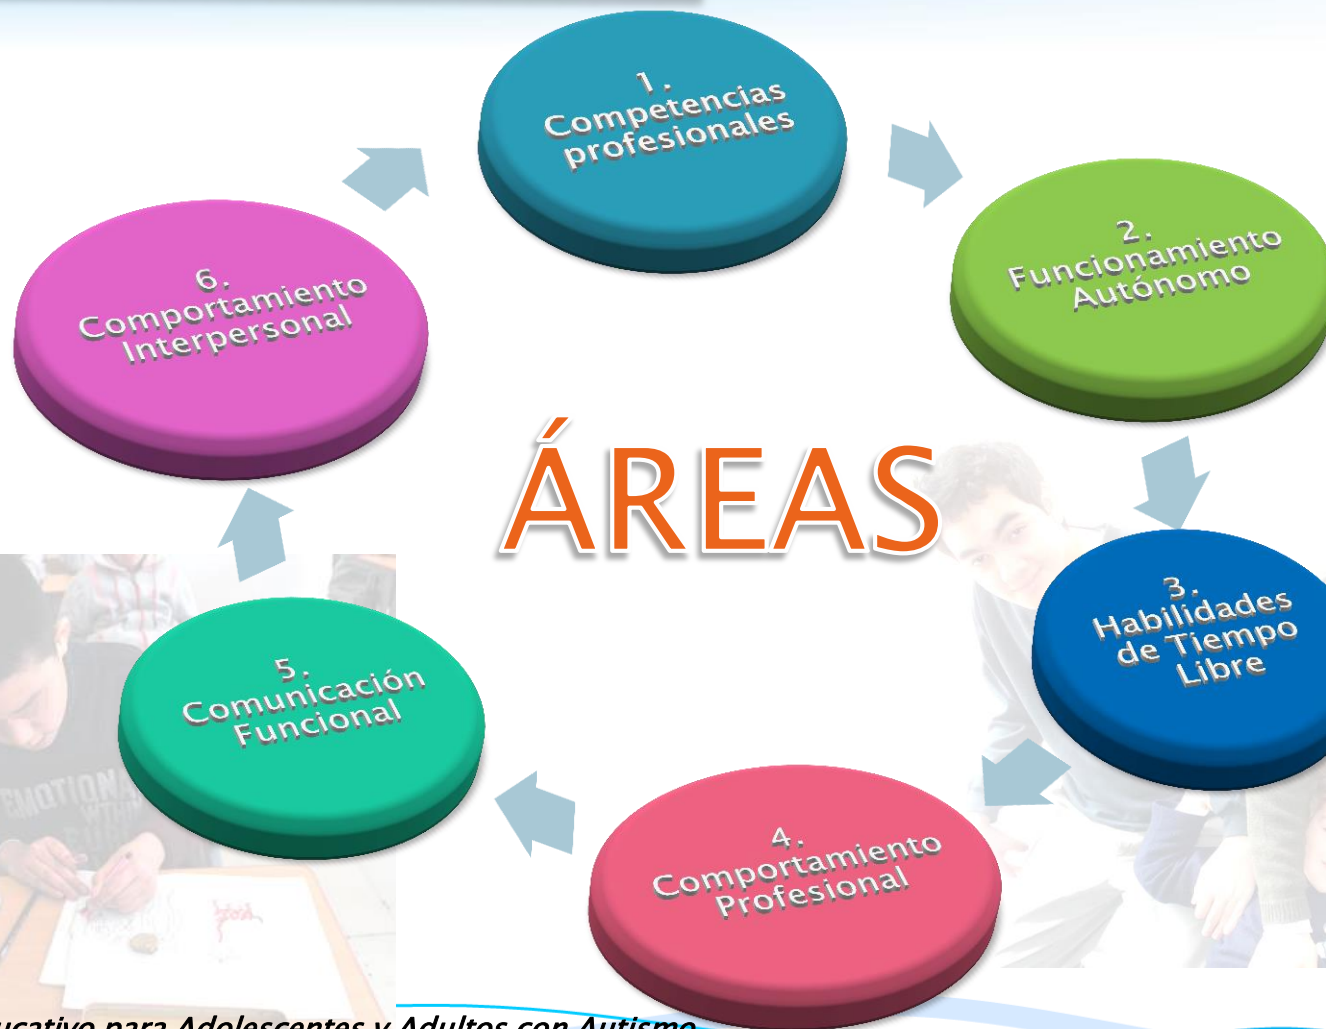 1.
Competencias
profesionales
2.
Funcionamiento
Autónomo
3.
Habilidades
de Tiempo
Libre
4.
Comportamiento
Profesional
5.
Comunicación
Funcional
6.
Comportamiento
Interpersonal
ÁREAS
EMOTION
para Adolescentes y Adultos con Autismo